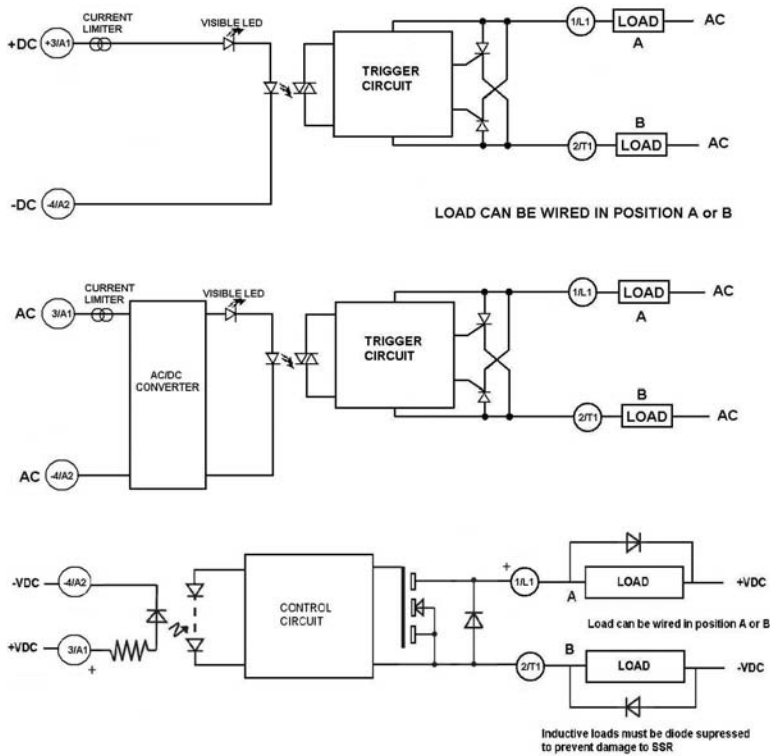 CURRENT
LIMITER
VISIBLE LED
+DC
+3/A1
1/L1
LOAD
AC
A
TRIGGER
CIRCUIT
B
2/T1
LOAD
AC
-DC
-4/A2
LOAD CAN BE WIRED IN POSITION A or B
CURRENT
LIMITER
VISIBLE LED
AC
3/A1
1/L1
LOAD
AC
A
TRIGGER
CIRCUIT
AC/DC
CONVERTER
B
2/T1
LOAD
AC
AC
-4/A2
-VDC
-4/A2
+
1/L1
LOAD
+VDC
A
CONTROL
CIRCUIT
Load can be wired in position A or B
+VDC
3/A1
+
B
2/T1
LOAD
-VDC
Inductive loads must be diode supressed
to prevent damage to SSR